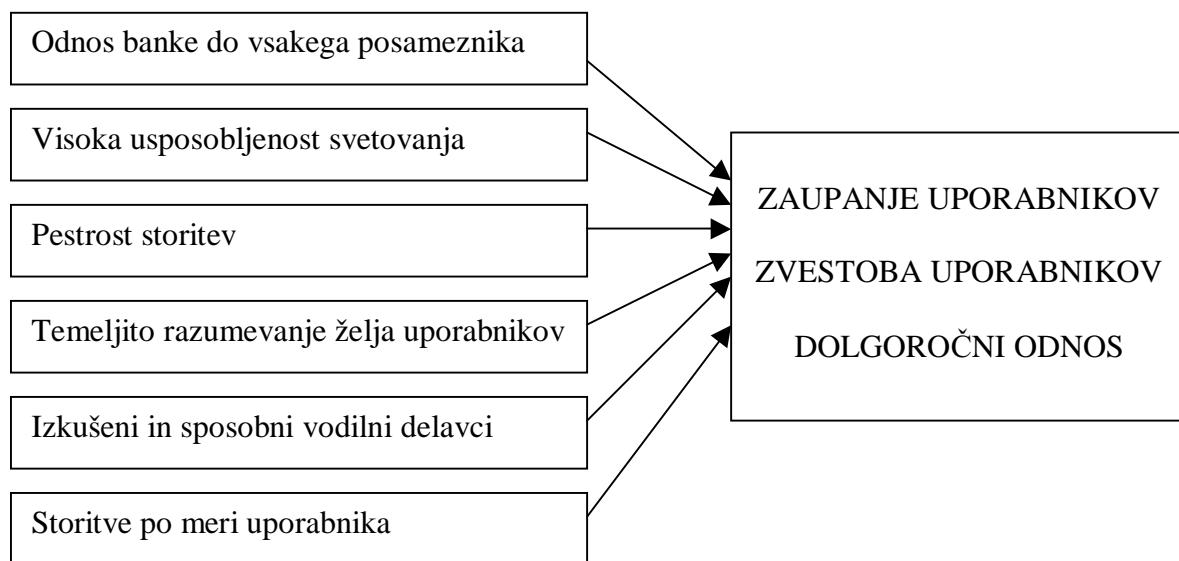 Odnos banke do vsakega posameznika
Visoka usposobljenost svetovanja
Pestrost storitev
Temeljito razumevanje želja uporabnikov
Izkušeni in sposobni vodilni delavci
Storitve po meri uporabnika
ZAUPANJE UPORABNIKOV
ZVESTOBA UPORABNIKOV
DOLGOROČNI ODNOS